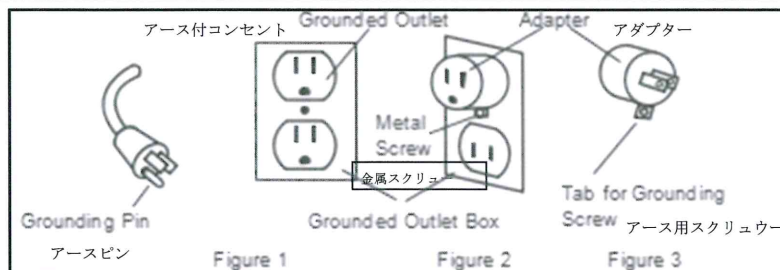 アース付コンセント
Grounded Outlet
Adapter
アダプター
Metal
Screw
金属スクリュー
Grounding Pin
アースピン
Grounded Outlet Box
Tab for Grounding
Screw
アース用スクリュウー
Figure 1
Figure 2
Figure 3